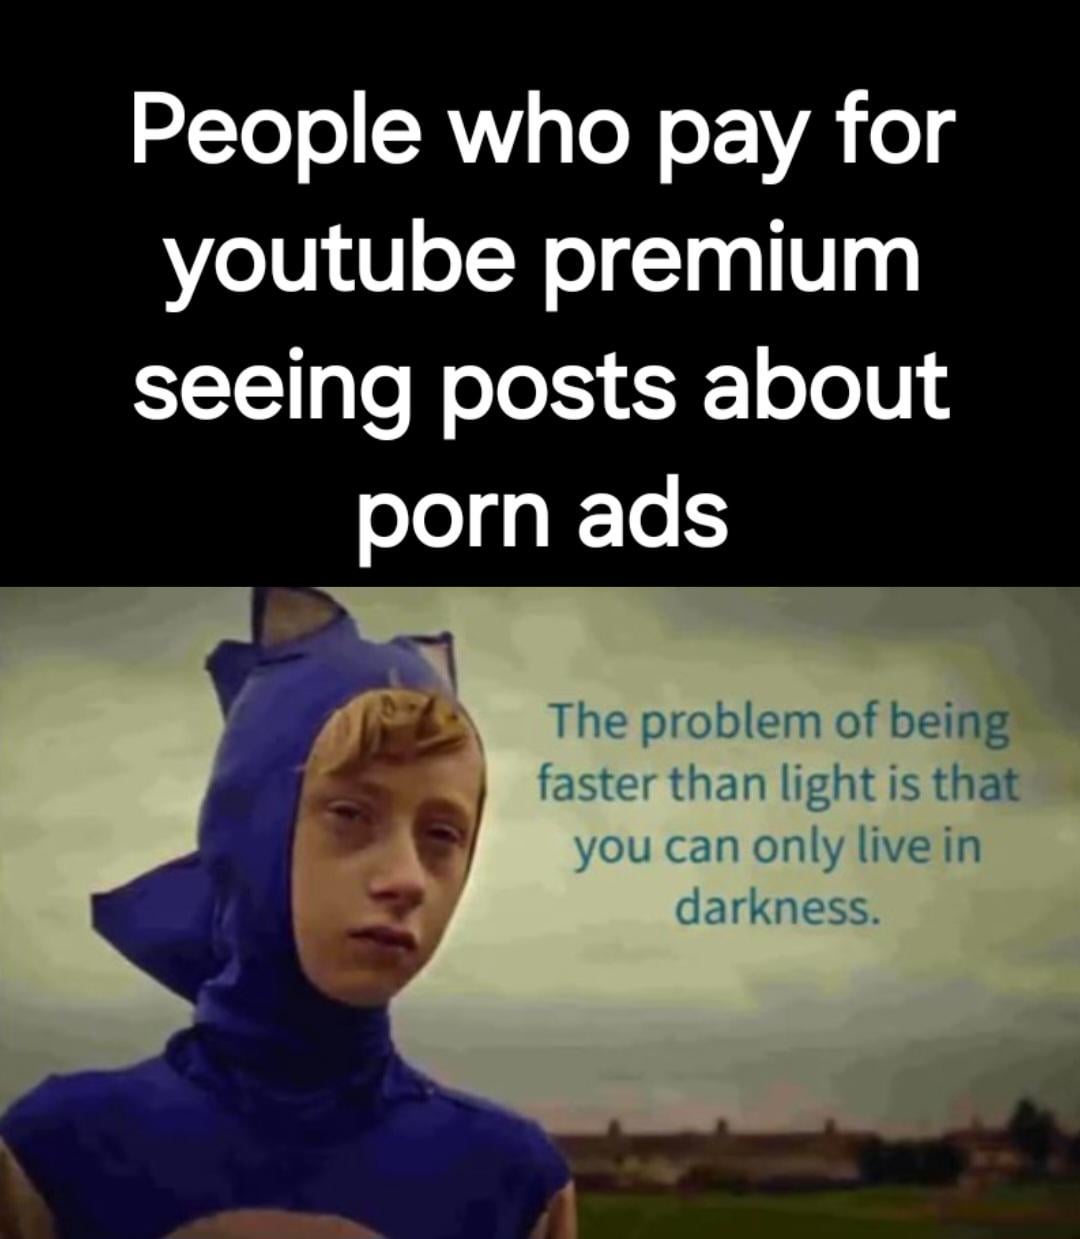 People who pay for
youtube premium
seeing posts about
porn ads
The problem of being
faster than light is that
you can only live in
darkness.